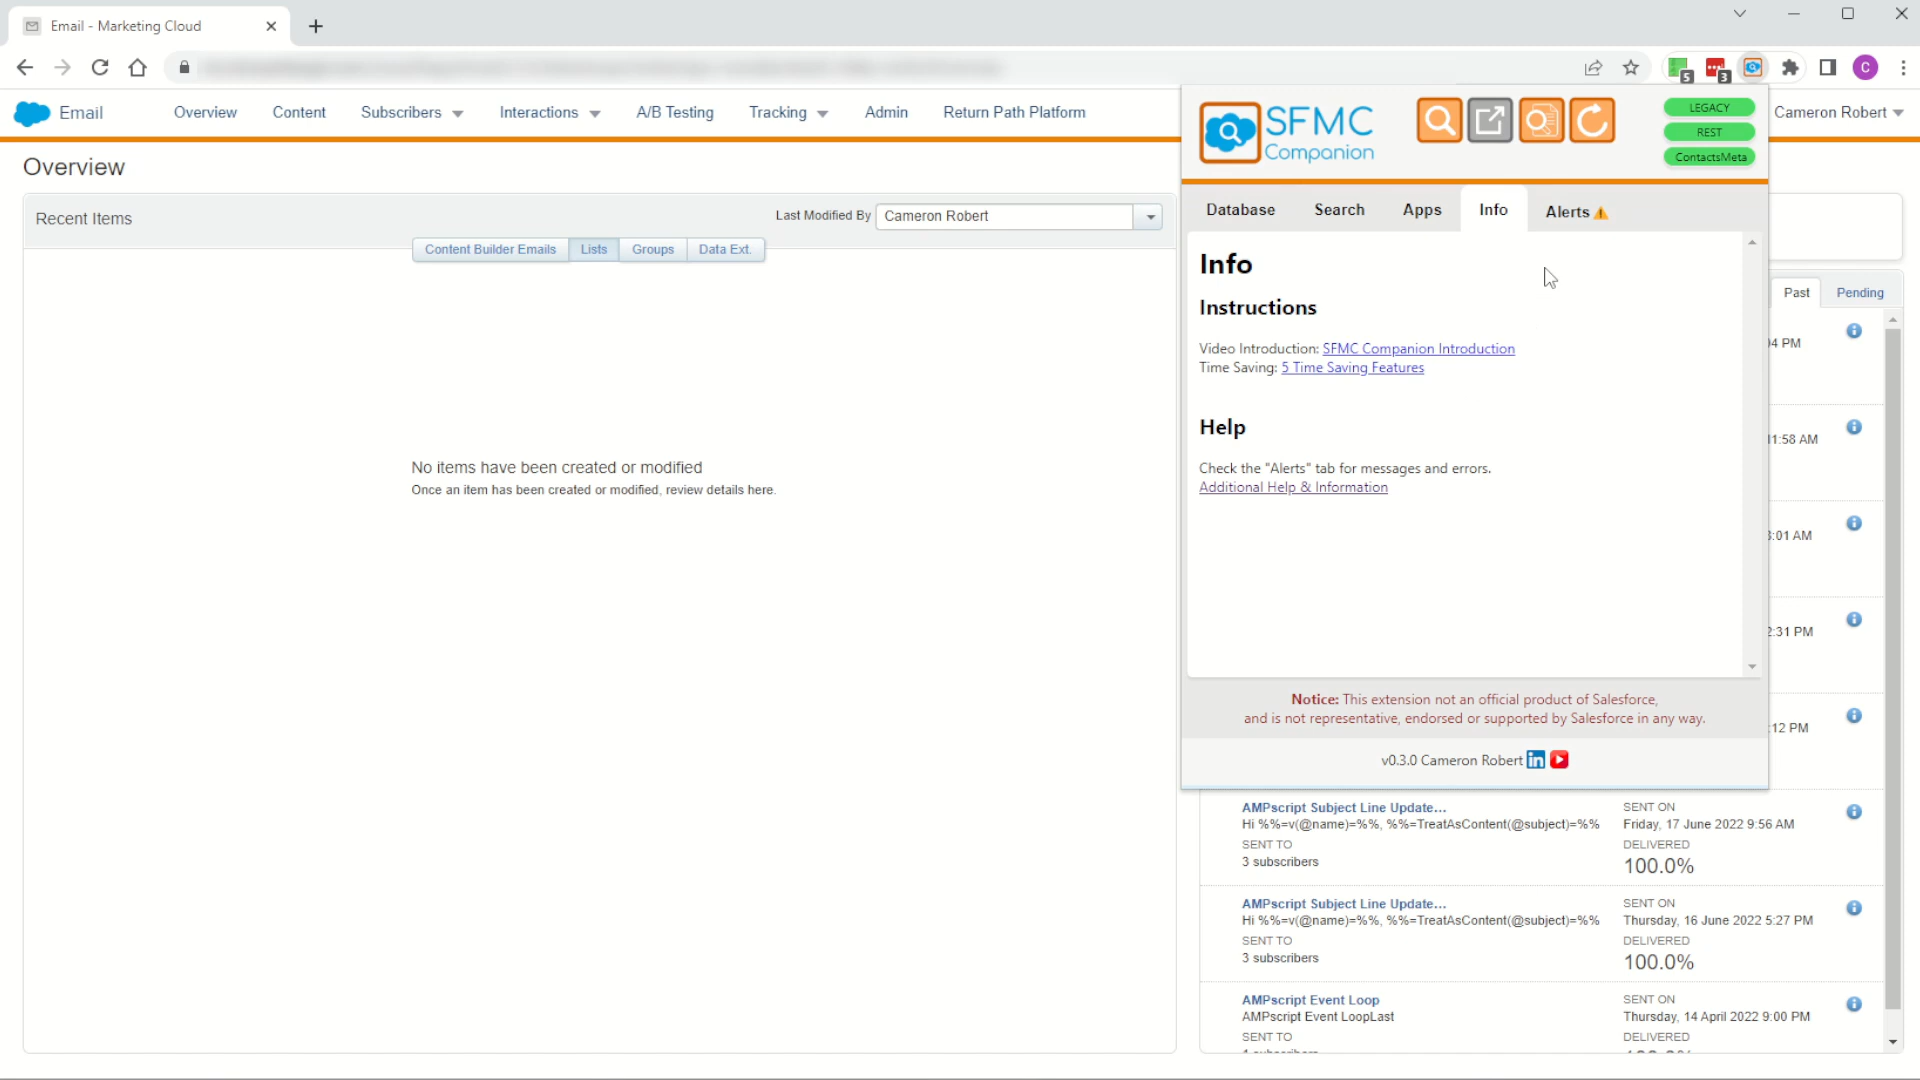 Email - Marketing Cloud
5
3
C
Email
Overview
Content
Subscribers
Interactions
A/B Testing
Tracking
Admin
Return Path Platform
SFMC
Companion
LEGACY
REST
ContactsMeta
Cameron Robert
Overview
Database
Search
Apps
Info
Alerts
Recent Items
Last Modified By
Cameron Robert
Content Builder Emails
Lists
Groups
Data Ext.
Info
Instructions
Video Introduction: SFMC Companion Introduction
Time Saving: 5 Time Saving Features
Help
Check the "Alerts" tab for messages and errors.
Additional Help & Information
Past
Pending
PM
11:58 AM
:01 AM
2:31 PM
:12 PM
No items have been created or modified
Once an item has been created or modified, review details here.
Notice: This extension not an official product of Salesforce,
and is not representative, endorsed or supported by Salesforce in any way.
v0.3.0 Cameron Robert in
AMPscript Subject Line Update...
Hi %%=v(@name)=%%, %%=TreatAsContent(@subject)=%%
SENT TO
3 subscribers
SENT ON
Friday, 17 June 2022 9:56 AM
DELIVERED
100.0%
AMPscript Subject Line Update...
Hi %%=v(@name)=%%, %%=TreatAsContent(@subject)=%%
SENT TO
3 subscribers
SENT ON
Thursday, 16 June 2022 5:27 PM
DELIVERED
100.0%
AMPscript Event Loop
AMPscript Event LoopLast
SENT TO
SENT ON
Thursday, 14 April 2022 9:00 PM
DELIVERED